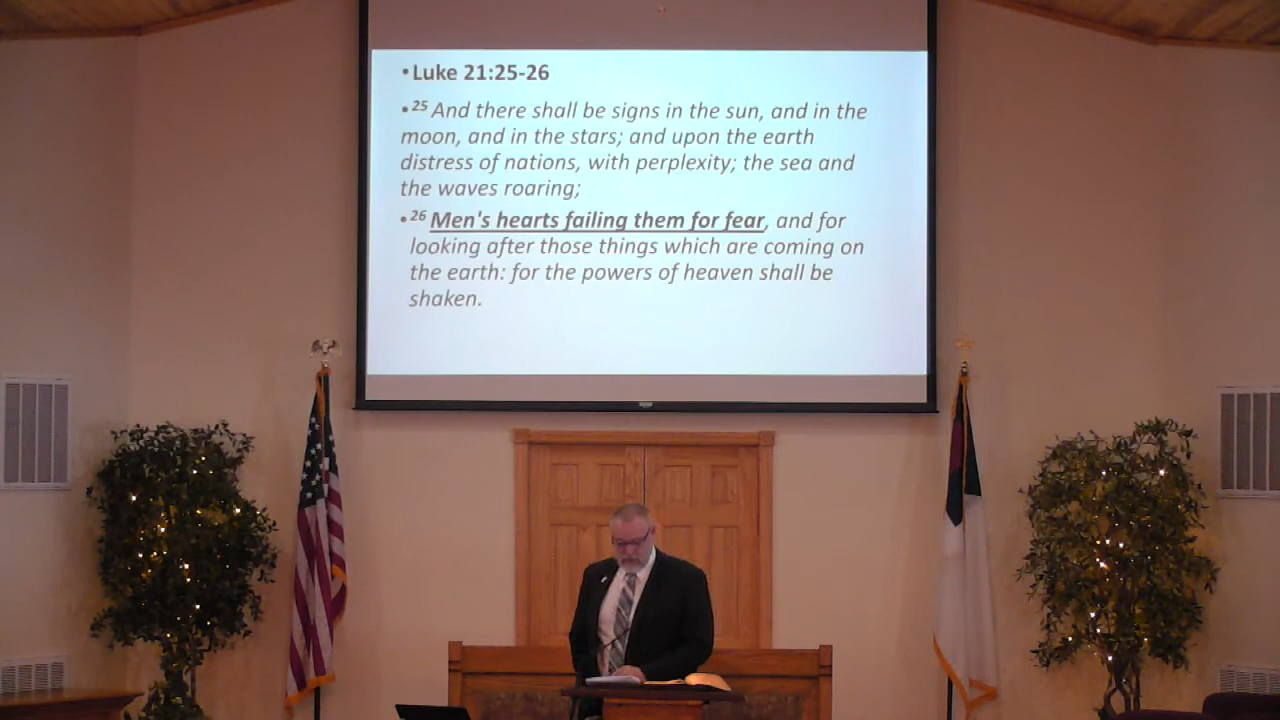 •Luke 21:25-26
•25 And there shall be signs in the sun, and in the
moon, and in the stars; and upon the earth
distress of nations, with perplexity; the sea and
the waves roaring;
•26 Men's hearts failing them for fear, and for
looking after those things which are coming on
the earth: for the powers of heaven shall be
shaken.